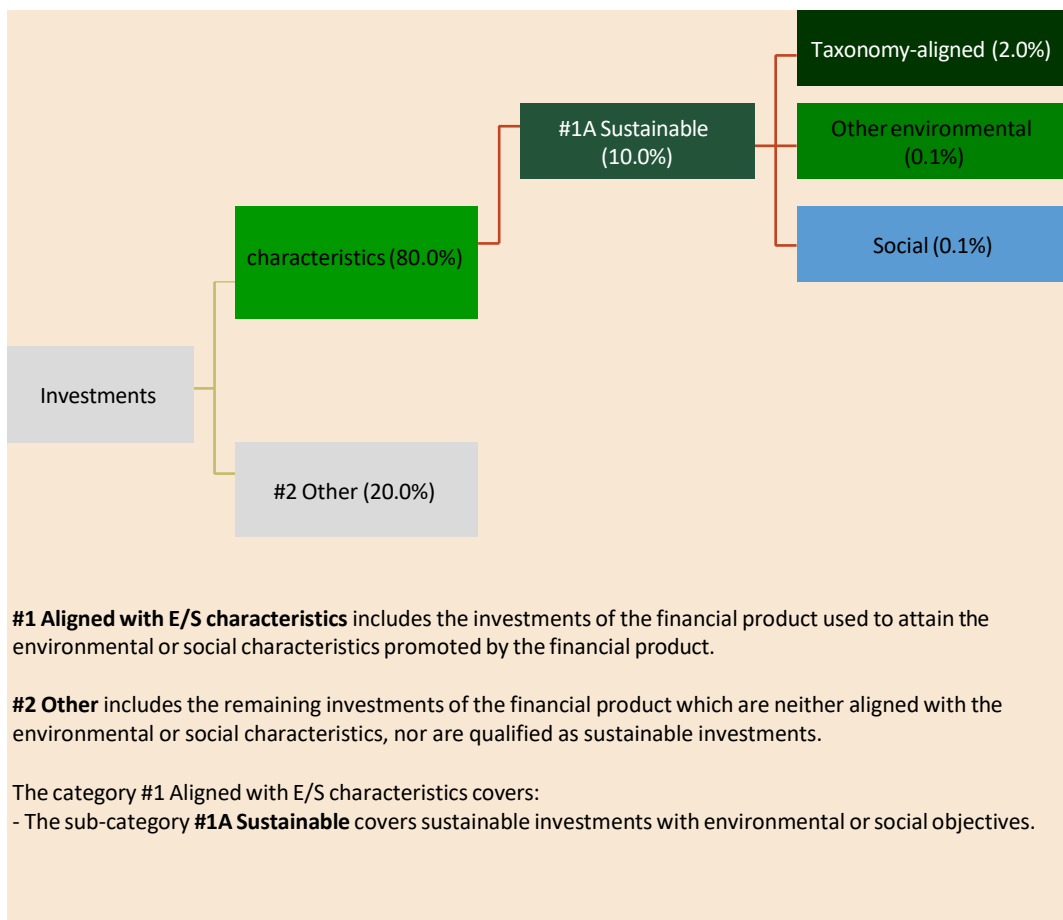 Taxonomy-aligned (2.0%)
#1A Sustainable
(10.0%)
Other environmental
(0.1%)
characteristics (80.0%)
Social (0.1%)
Investments
#2 Other (20.0%)
#1 Aligned with E/S characteristics includes the investments of the financial product used to attain the
environmental or social characteristics promoted by the financial product.
#2 Other includes the remaining investments of the financial product which are neither aligned with the
environmental or social characteristics, nor are qualified as sustainable investments.
The category #1 Aligned with E/S characteristics covers:
- The sub-category #1A Sustainable covers sustainable investments with environmental or social objectives.